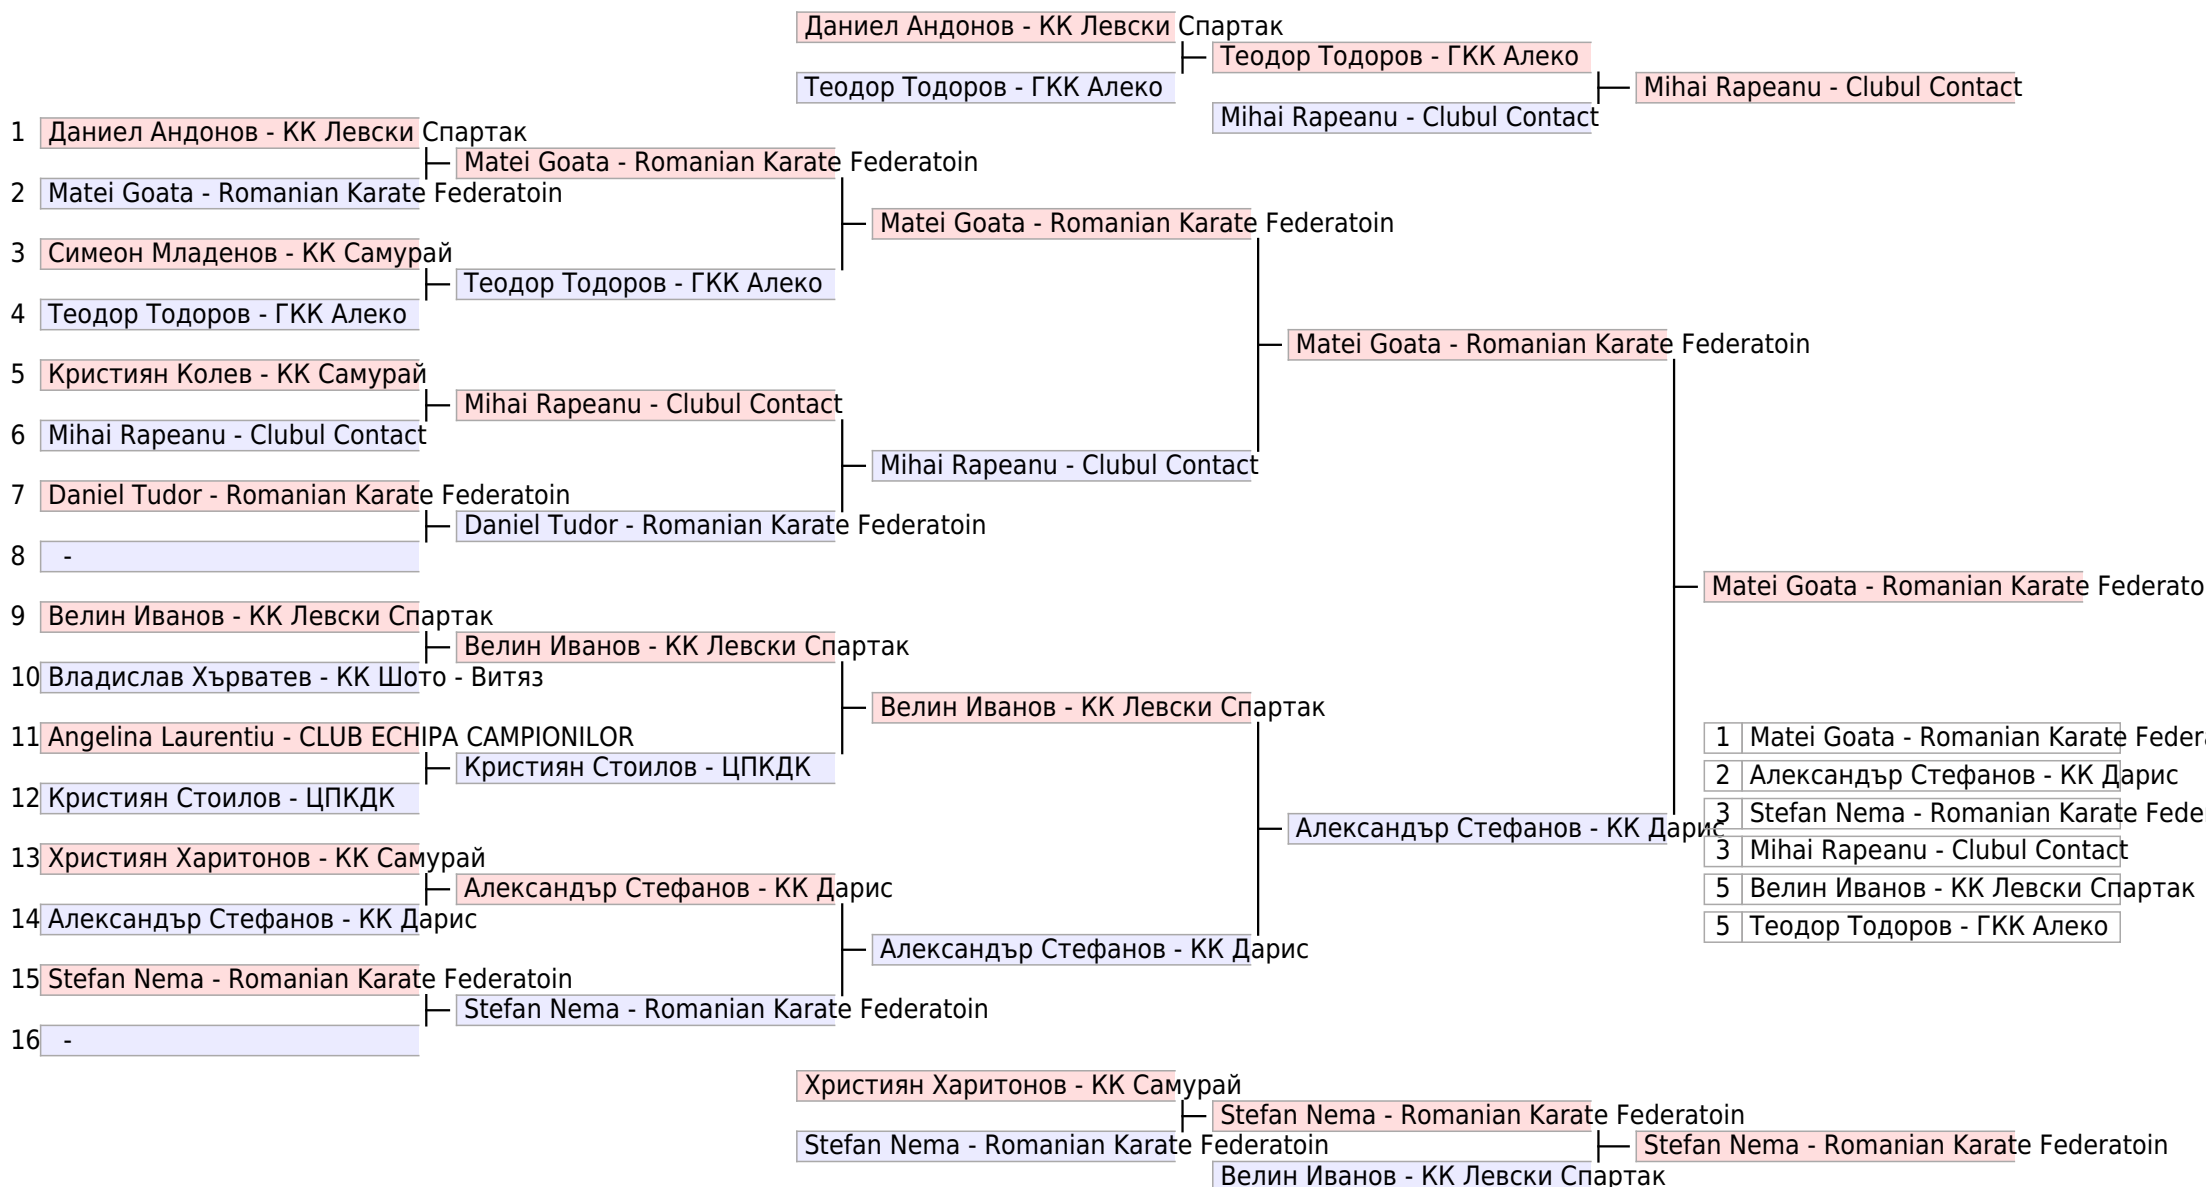 Даниел Андонов - КК Левски Спартак
Теодор Тодоров - ГКК Алеко
Теодор Тодоров - ГКК Алеко
Mihai Rapeanu - Clubul Contact
Mihai Rapeanu - Clubul Contact
1 Даниел Андонов - КК Левски Спартак
Matei Goata - Romanian Karate Federatoin
2 Matei Goata - Romanian Karate Federatoin
Matei Goata - Romanian Karate Federatoin
3 Симеон Младенов - КК Самурай
Теодор Тодоров - ГКК Алеко
4 Теодор Тодоров - ГКК Алеко
Matei Goata - Romanian Karate Federatoin
5 Кристиян Колев - КК Самурай
Mihai Rapeanu - Clubul Contact
6 Mihai Rapeanu - Clubul Contact
Mihai Rapeanu - Clubul Contact
7 Daniel Tudor - Romanian Karate Federatoin
Daniel Tudor - Romanian Karate Federatoin
8 -
Matei Goata - Romanian Karate Federato
9 Велин Иванов - КК Левски Спартак
Велин Иванов - КК Левски Спартак
10 Владислав Хърватев - КК Шото - Витяз
Велин Иванов - КК Левски Спартак
11 Angelina Laurentiu - CLUB ECHIPA CAMPIONILOR
Кристиян Стоилов - ЦПКДК
12 Кристиян Стоилов - ЦПКДК
Александър Стефанов - КК Дарис
13 Християн Харитонов - КК Самурай
Александър Стефанов - КК Дарис
14 Александър Стефанов - КК Дарис
Александър Стефанов - КК Дарис
15 Stefan Nema - Romanian Karate Federatoin
Stefan Nema - Romanian Karate Federatoin
16 -
1 Matei Goata - Romanian Karate Feder
2 Александър Стефанов - КК Дарис
3 Stefan Nema - Romanian Karate Fede
3 Mihai Rapeanu - Clubul Contact
5 Велин Иванов - КК Левски Спартак
5 Теодор Тодоров - ГКК Алеко
Християн Харитонов - КК Самурай
Stefan Nema - Romanian Karate Federatoin
Stefan Nema - Romanian Karate Federatoin
Stefan Nema - Romanian Karate Federatoin
Велин Иванов - КК Левски Спартак